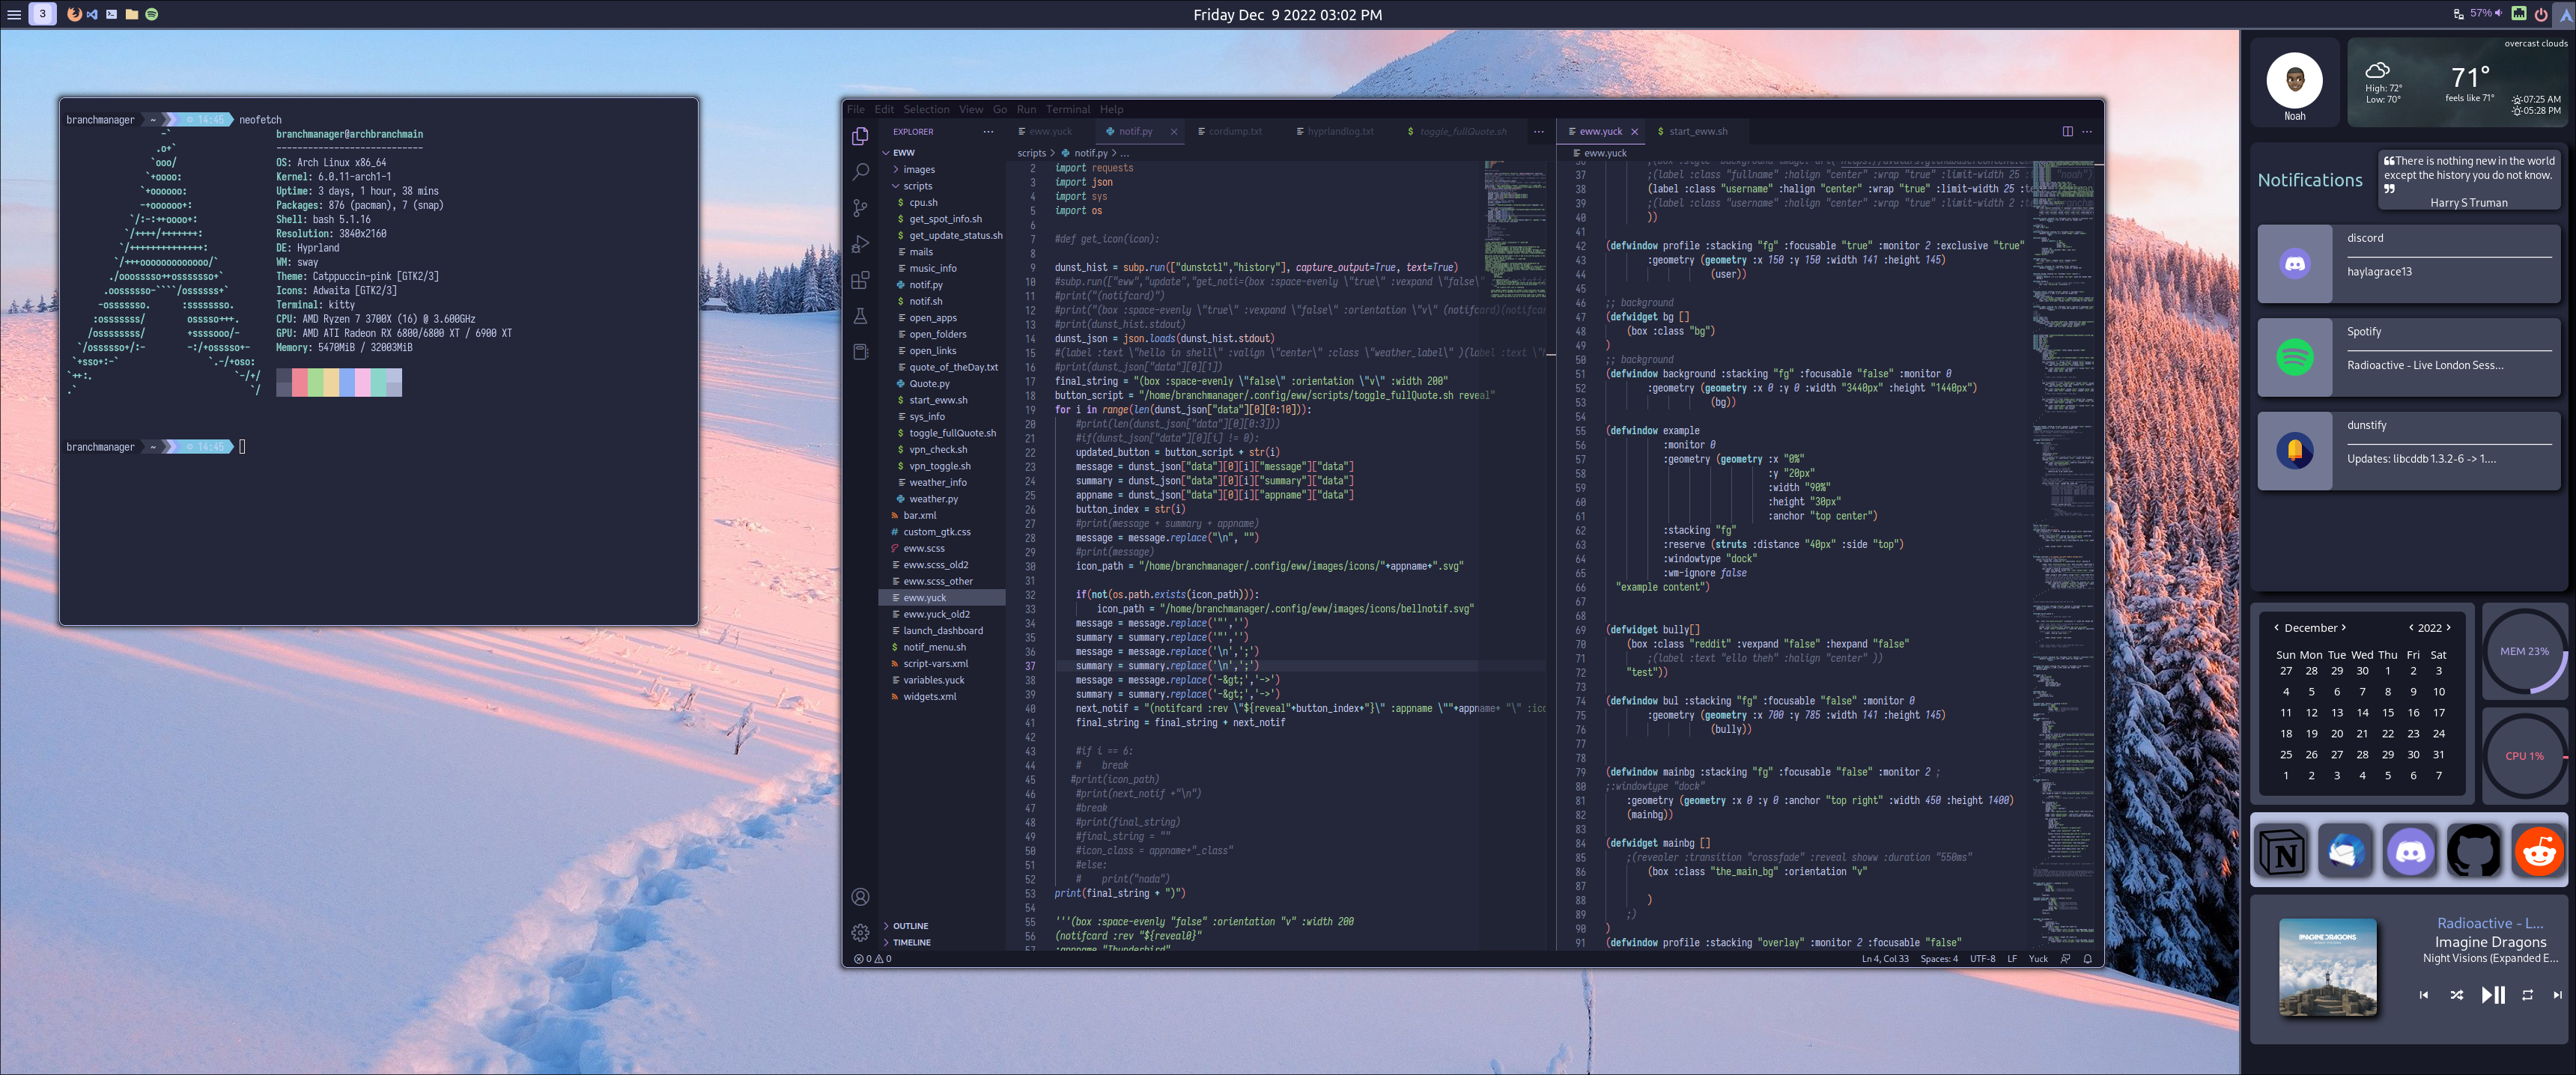 3
Friday Dec 9 2022 03:02 PM
57%
branchmanager ~ 14:45 neofetch
branchmanager@archbranchmain
----------------------------
OS: Arch Linux x86_64
Kernel: 6.0.11-arch1-1
Uptime: 3 days, 1 hour, 38 mins
Packages: 876 (pacman), 7 (snap)
Shell: bash 5.1.16
Resolution: 3840x2160
DE: Hyprland
WM: sway
Theme: Catppuccin-pink [GTK2/3]
Icons: Adwaita [GTK2/3]
Terminal: kitty
CPU: AMD Ryzen 7 3700X (16) @ 3.600GHz
GPU: AMD ATI Radeon RX 6800/6800 XT / 6900 XT
Memory: 5470MiB / 32003MiB
branchmanager ~ 14:45
File Edit Selection View Go Run Terminal Help
EXPLORER
EWW
images
scripts
cpu.sh
get_spot_info.sh
get_update_status.sh
mails
music_info
notif.py
notif.sh
open_apps
open_folders
open_links
quote_of_theDay.txt
Quote.py
start_eww.sh
sys_info
toggle_fullQuote.sh
vpn_check.sh
vpn_toggle.sh
weather_info
weather.py
bar.xml
custom_gtk.css
eww.scss
eww.scss_old2
eww.scss_other
eww.yuck
eww.yuck_old2
launch_dashboard
notif_menu.sh
script-vars.xml
variables.yuck
widgets.xml
OUTLINE
TIMELINE
eww.yuck notif.py cordump.txt hyprlandlog.txt toggle_fullQuote.sh
scripts > notif.py > ...
2 import requests
3 import json
4 import sys
5 import os
6
7 #def get_icon(icon):
8
9 dunst_hist = subp.run(["dunstctl","history"], capture_output=True, text=True)
10 #subp.run(["eww","update","get_noti=(box :space-evenly \"true\" :vexpand \"false\"
11 #print("(notifcard)")
12 #print("(box :space-evenly \"true\" :vexpand \"false\" :orientation \"v\" (notifcard)(notifcar
13 #print(dunst_hist.stdout)
14 dunst_json = json.loads(dunst_hist.stdout)
15 #(label :text \"hello in shell\" :valign \"center\" :class \"weather_label\" )(label :text \"h
16 #print(dunst_json["data"][0][1])
17 final_string = "(box :space-evenly \"false\" :orientation \"v\" :width 200"
18 button_script = "/home/branchmanager/.config/eww/scripts/toggle_fullQuote.sh reveal"
19 for i in range(len(dunst_json["data"][0][0:10])):
20 #print(len(dunst_json["data"][0][0:3]))
21 #if(dunst_json["data"][0][i] != 0):
22 updated_button = button_script + str(i)
23 message = dunst_json["data"][0][i]["message"]["data"]
24 summary = dunst_json["data"][0][i]["summary"]["data"]
25 appname = dunst_json["data"][0][i]["appname"]["data"]
26 button_index = str(i)
27 #print(message + summary + appname)
28 message = message.replace("\n", "")
29 #print(message)
30 icon_path = "/home/branchmanager/.config/eww/images/icons/"+appname+".svg"
31
32 if(not(os.path.exists(icon_path))):
33 icon_path = "/home/branchmanager/.config/eww/images/icons/bellnotif.svg"
34 message = message.replace('"','')
35 summary = summary.replace('"','')
36 message = message.replace('\n',';')
37 summary = summary.replace('\n',';')
38 message = message.replace('-&gt;','->')
39 summary = summary.replace('-&gt;','->')
40 next_notif = "(notifcard :rev \"${reveal"+button_index+"}\" :appname \""+appname+ "\" :ico
41 final_string = final_string + next_notif
42
43 #if i == 6:
44 # break
45 #print(icon_path)
46 #print(next_notif +"\n")
47 #break
48 #print(final_string)
49 #final_string = ""
50 #icon_class = appname+"_class"
51 #else:
52 # print("nada")
53 print(final_string + ")")
54
55 '''(box :space-evenly "false" :orientation "v" :width 200
56 (notifcard :rev "${reveal0}"
57 :appname "Thunderbird"
eww.yuck start_eww.sh
eww.yuck
37 ;(label :class "fullname" :halign "center" :wrap "true" :limit-width 25 :
38 (label :class "username" :halign "center" :wrap "true" :limit-width 25 :
39 ;(label :class "username" :halign "center" :wrap "true" :limit-width 2
40 ))
41
42 (defwindow profile :stacking "fg" :focusable "true" :monitor 2 :exclusive "true"
43 :geometry (geometry :x 150 :y 150 :width 141 :height 145)
44 (user))
45
46 ;; background
47 (defwidget bg []
48 (box :class "bg")
49 )
50 ;; background
51 (defwindow background :stacking "fg" :focusable "false" :monitor 0
52 :geometry (geometry :x 0 :y 0 :width "3440px" :height "1440px")
53 (bg))
54
55 (defwindow example
56 :monitor 0
57 :geometry (geometry :x "0%"
58 :y "20px"
59 :width "90%"
60 :height "30px"
61 :anchor "top center")
62 :stacking "fg"
63 :reserve (struts :distance "40px" :side "top")
64 :windowtype "dock"
65 :wm-ignore false
66 "example content")
67
68
69 (defwidget bully[]
70 (box :class "reddit" :vexpand "false" :hexpand "false"
71 ;(label :text "ello theh" :halign "center" ))
72 "test"))
73
74 (defwindow bul :stacking "fg" :focusable "false" :monitor 0
75 :geometry (geometry :x 700 :y 785 :width 141 :height 145)
76 (bully))
77
78
79 (defwindow mainbg :stacking "fg" :focusable "false" :monitor 2 ;
80 ;:windowtype "dock"
81 :geometry (geometry :x 0 :y 0 :anchor "top right" :width 450 :height 1400)
82 (mainbg))
83
84 (defwidget mainbg []
85 ;(revealer :transition "crossfade" :reveal showw :duration "550ms"
86 (box :class "the_main_bg" :orientation "v"
87
88 )
89 ;)
90 )
91 (defwindow profile :stacking "overlay" :monitor 2 :focusable "false"
0 0
Ln 4, Col 33 Spaces: 4 UTF-8 LF Yuck
Noah
overcast clouds
High: 72°
Low: 70°
71°
feels like 71°
07:25 AM
05:28 PM
Notifications
There is nothing new in the world
except the history you do not know.
Harry S Truman
discord
haylagrace13
Spotify
Radioactive - Live London Sess...
dunstify
Updates: libcddb 1.3.2-6 -> 1....
< December > < 2022 >
Sun Mon Tue Wed Thu Fri Sat
27 28 29 30 1 2 3
4 5 6 7 8 9 10
11 12 13 14 15 16 17
18 19 20 21 22 23 24
25 26 27 28 29 30 31
1 2 3 4 5 6 7
MEM 23%
CPU 1%
N
IMAGINE DRAGONS
Radioactive - L...
Imagine Dragons
Night Visions (Expanded E...